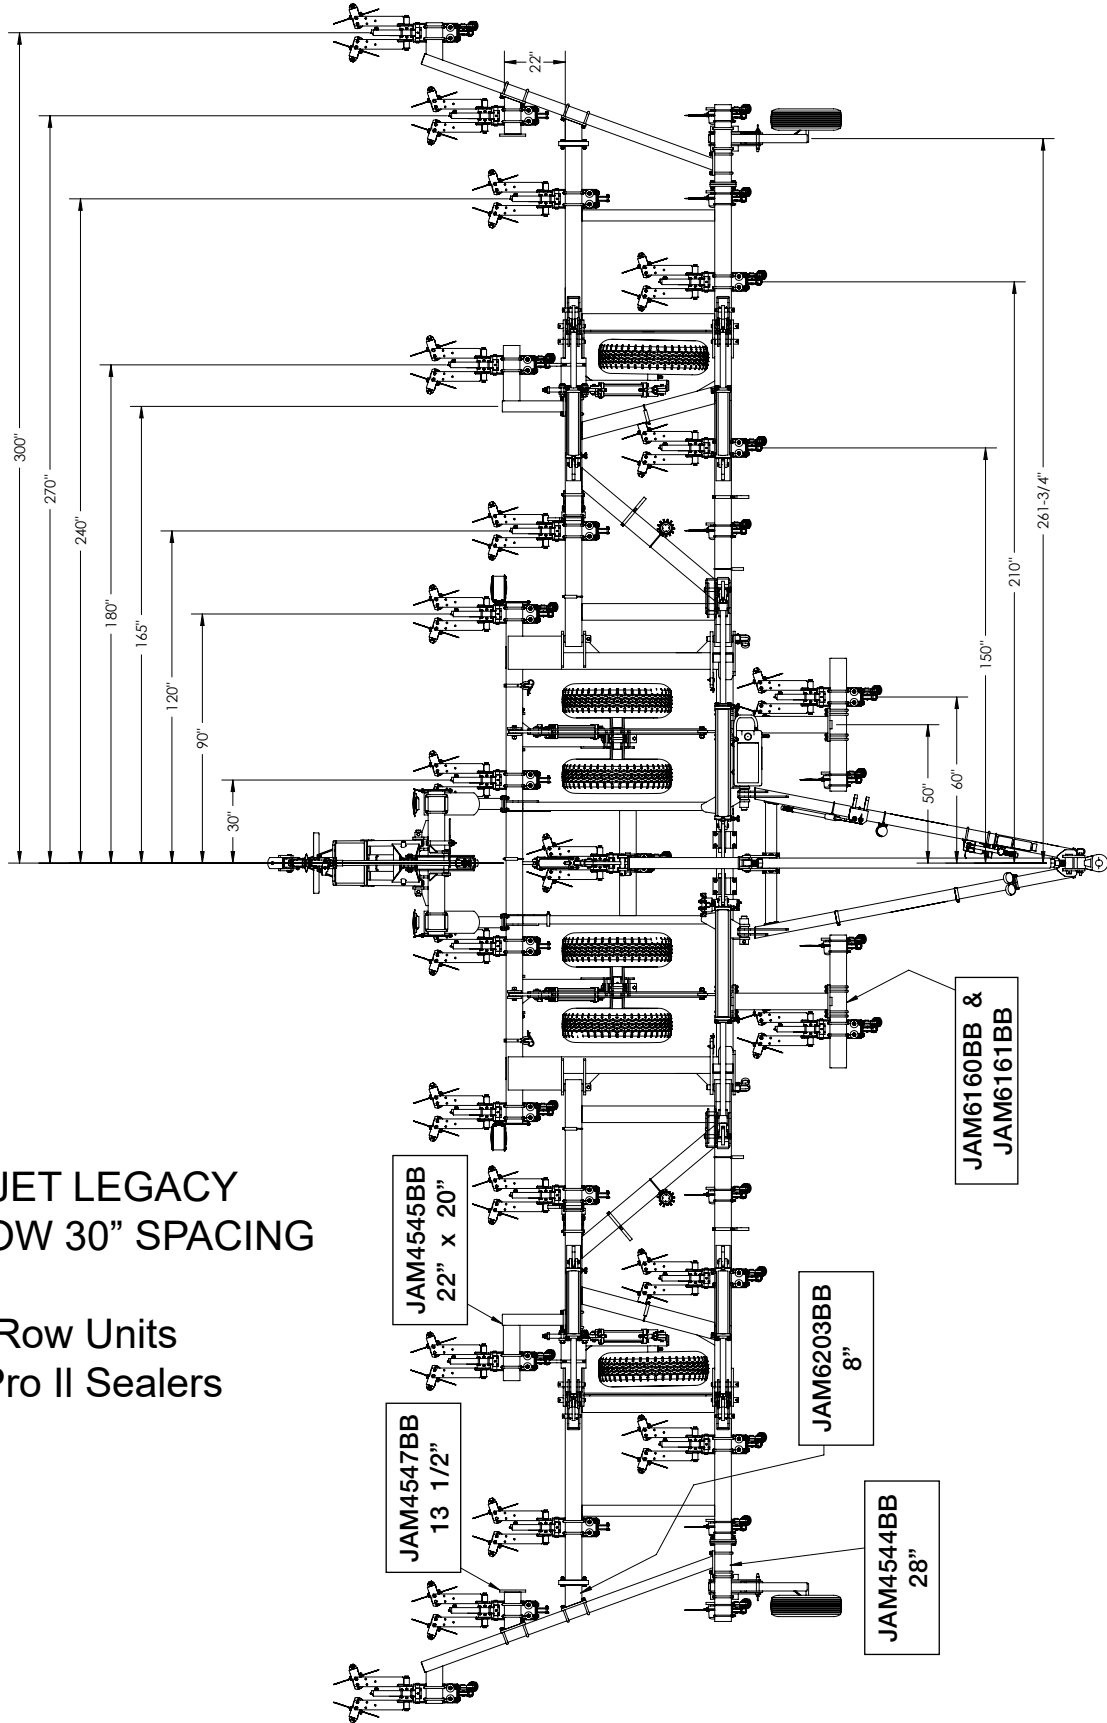 JET LEGACY
OW 30” SPACING
Row Units
Pro II Sealers
300"
270"
240"
180"
165"
120"
90"
30"
22"
261-3/4"
210"
150"
60"
50"
JAM4545BB
22” x 20”
JAM4547BB
13 1/2”
JAM6160BB &
JAM6161BB
JAM6203BB
8”
JAM4544BB
28”